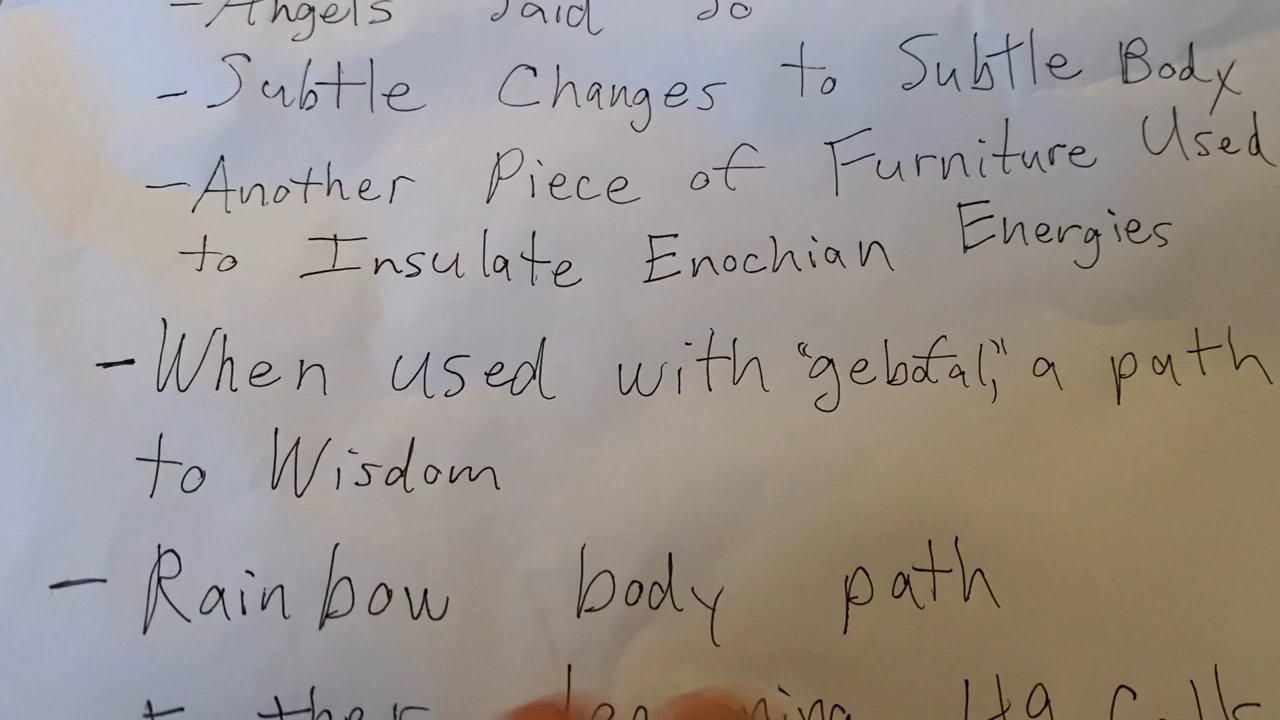 - Angels said so
- Subtle Changes to Subtle Body
- Another Piece of Furniture Used
to Insulate Enochian Energies
- When used with "gebofal," a path
to Wisdom
- Rainbow body path